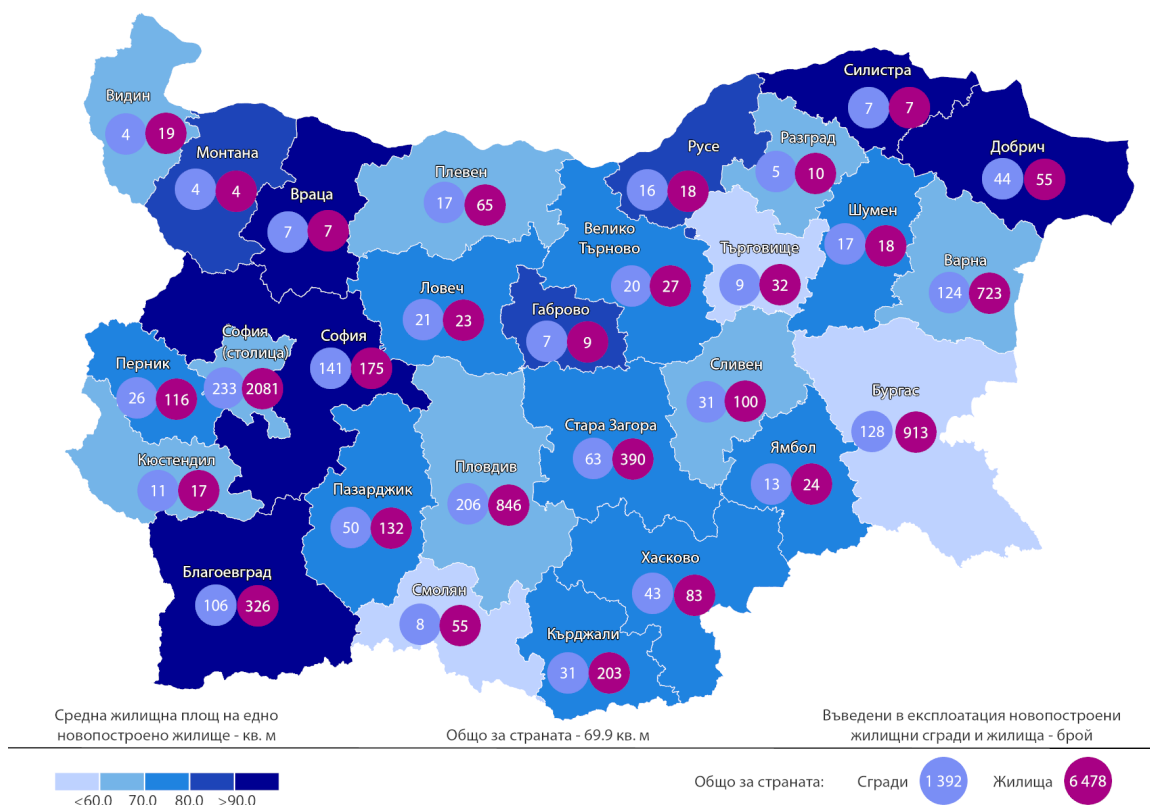 Силистра
7 7
Видин
4 19
Разград
5 10
Русе
16 18
Добрич
44 55
Монтана
4 4
Плевен
17 65
Враца
7 7
Шумен
17 18
Велико
Търново
20 27
Търговище
9 32
Варна
124 723
Ловеч
21 23
Габрово
7 9
София
(столица)
233 2081
София
141 175
Перник
26 116
Сливен
31 100
Бургас
128 913
Стара Загора
63 390
Ямбол
13 24
Кюстендил
11 17
Пловдив
206 846
Пазарджик
50 132
Хасково
43 83
Благоевград
106 326
Смолян
8 55
Кърджали
31 203
Средна жилищна площ на едно
новопостроено жилище - кв. м
Общо за страната - 69.9 кв. м
Въведени в експлоатация новопостроени
жилищни сгради и жилища - брой
<60.0 70.0 80.0 >90.0
Общо за страната: Сгради 1 392 Жилища 6 478